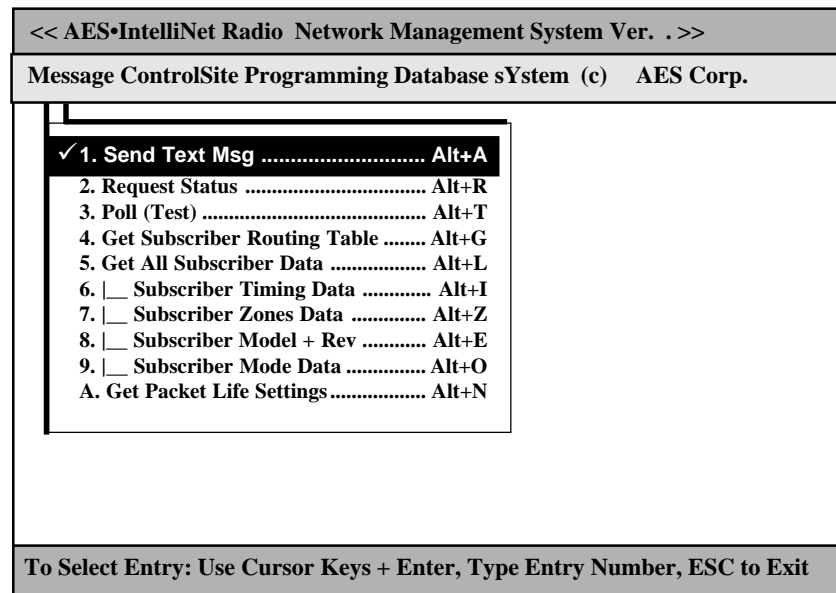 << AES•IntelliNet Radio Network Management System Ver. . >>
Message ControlSite Programming Database sYstem (c) AES Corp.
✓1. Send Text Msg ............................ Alt+A
2. Request Status .................................. Alt+R
3. Poll (Test) .......................................... Alt+T
4. Get Subscriber Routing Table ........ Alt+G
5. Get All Subscriber Data .................. Alt+L
6. |__ Subscriber Timing Data ............. Alt+I
7. |__ Subscriber Zones Data .............. Alt+Z
8. |__ Subscriber Model + Rev ............ Alt+E
9. |__ Subscriber Mode Data ............... Alt+O
A. Get Packet Life Settings .................. Alt+N
To Select Entry: Use Cursor Keys + Enter, Type Entry Number, ESC to Exit